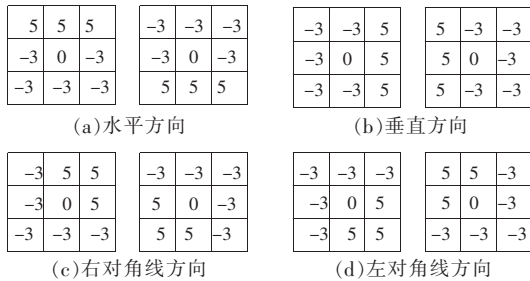 5 5 5 -3 -3 -3 -3 -3 5 5 -3 -3
-3 0 -3 -3 0 -3 -3 0 5 5 0 -3
-3 -3 -3 5 5 5 -3 -3 5 5 -3 -3
(a)水平方向 (b)垂直方向
-3 5 5 -3 -3 -3 -3 -3 -3 5 5 -3
-3 0 5 5 0 -3 -3 0 5 5 0 -3
-3 -3 -3 5 5 -3 -3 5 5 -3 -3 -3
(c)右对角线方向 (d)左对角线方向